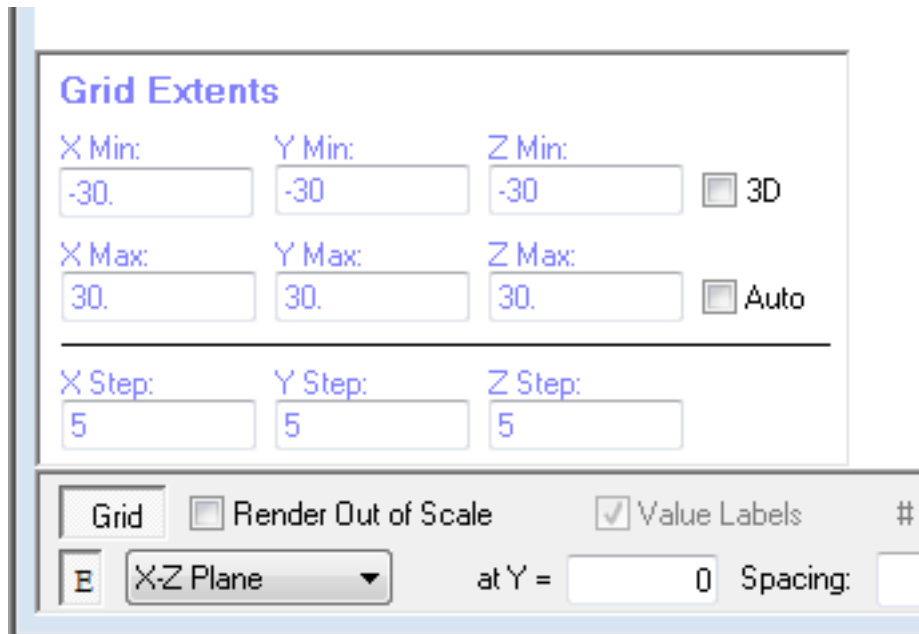 Grid Extents
X Min: Y Min: Z Min:
-30. -30 -30 3D
X Max: Y Max: Z Max:
30. 30. 30. Auto
X Step: Y Step: Z Step:
5 5 5
Grid Render Out of Scale Value Labels #
E X-Z Plane at Y = 0 Spacing: